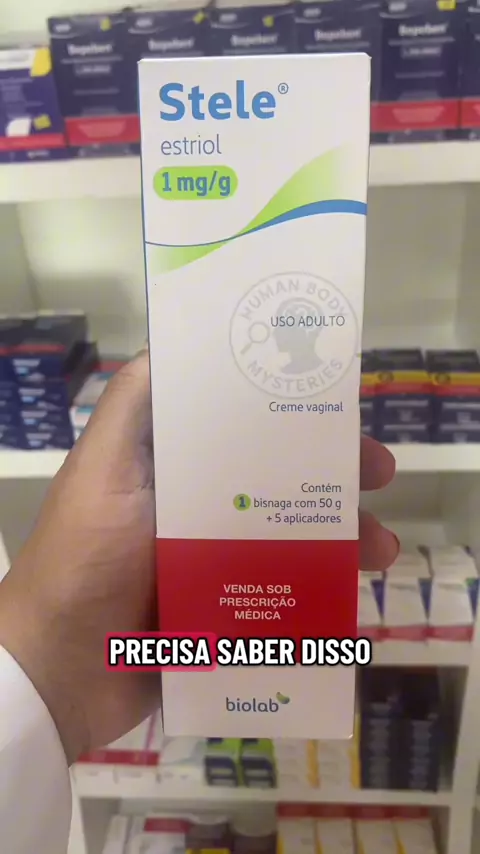 Stele®
estriol
1 mg/g
HUMAN BODY
MYSTERIES
USO ADULTO
Creme vaginal
Contém
1 bisnaga com 50 g
+ 5 aplicadores
VENDA SOB
PRESCRIÇÃO
MÉDICA
PRECISA SABER DISSO
biolab